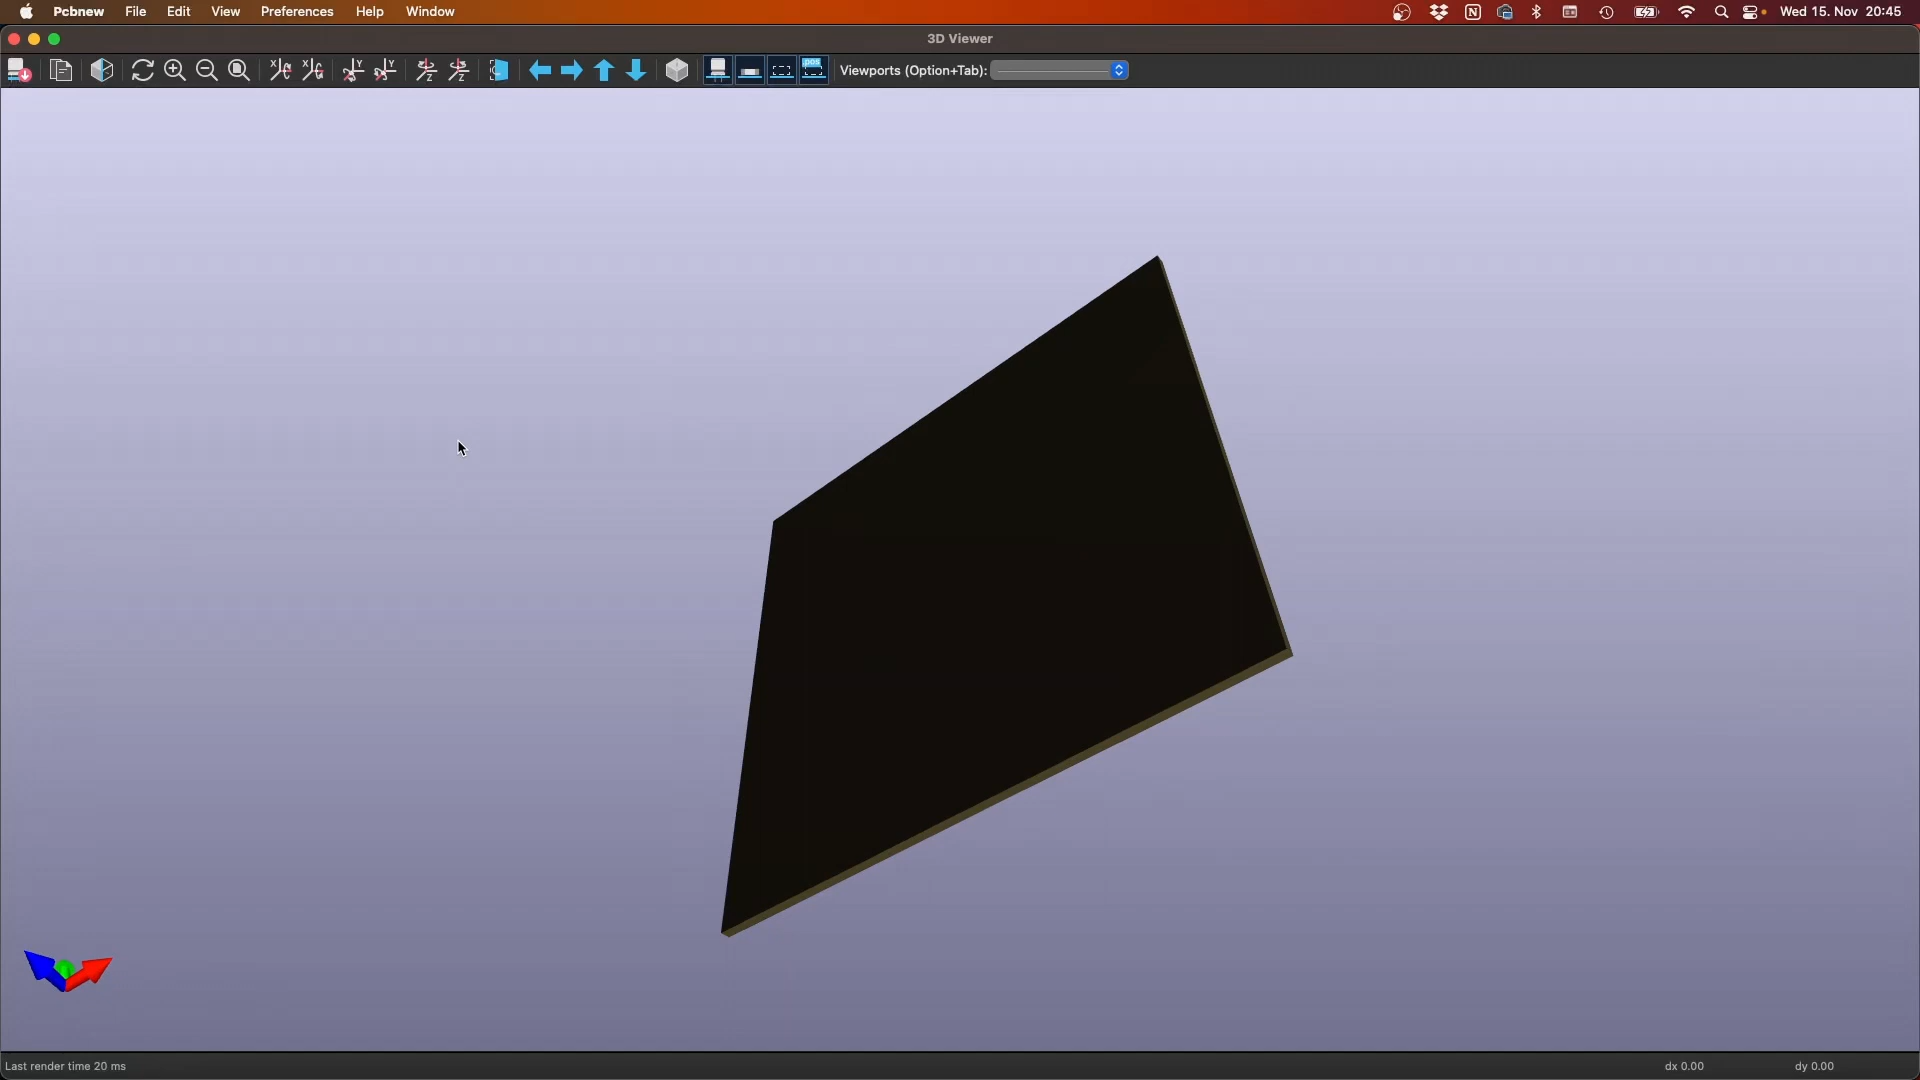 Pcbnew File Edit View Preferences Help Window Wed 15. Nov 20:45
3D Viewer
Viewports (Option+Tab):
Last render time 20 ms dx 0.00 dy 0.00